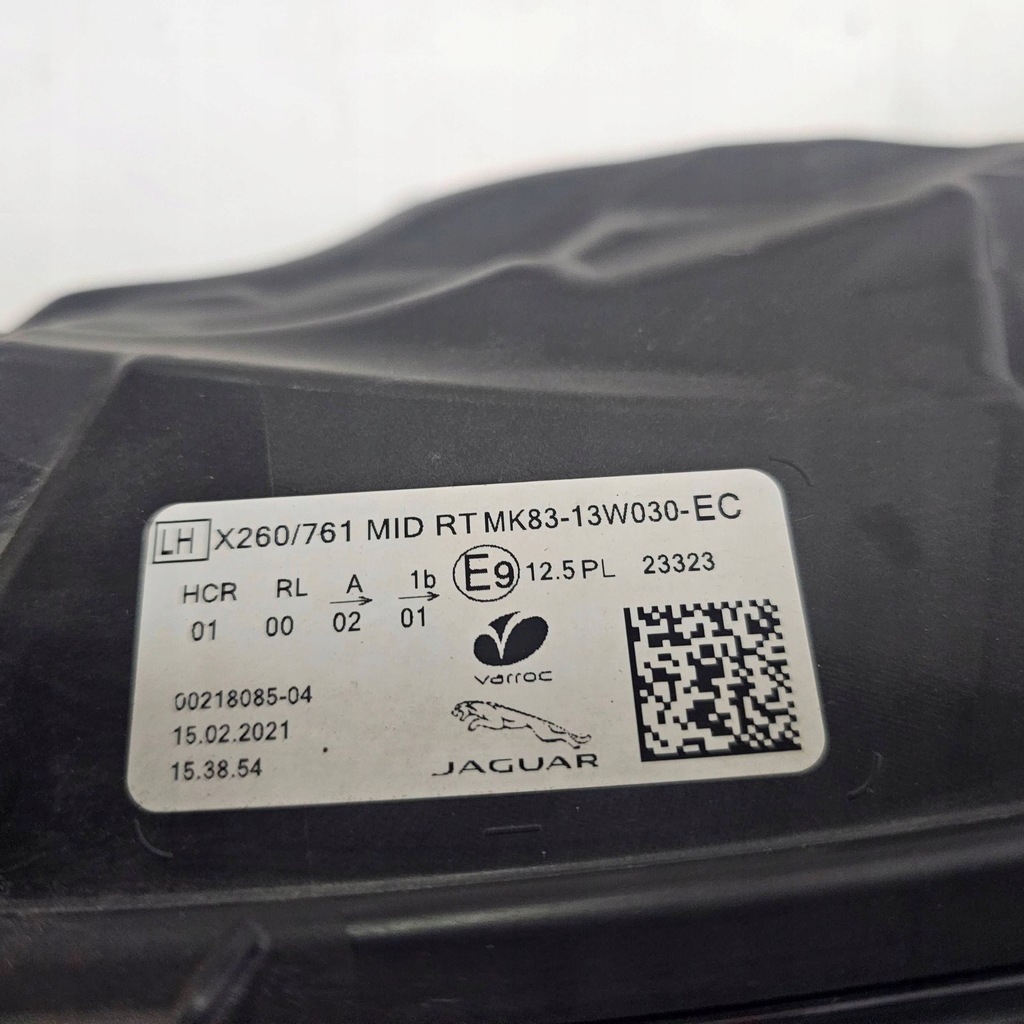 LH X260/761 MID RT MK83-13W030-EC
HCR RL A 1b E9 12.5 PL 23323
01 00 02 01
varroc
00218085-04
15.02.2021
15.38.54
JAGUAR